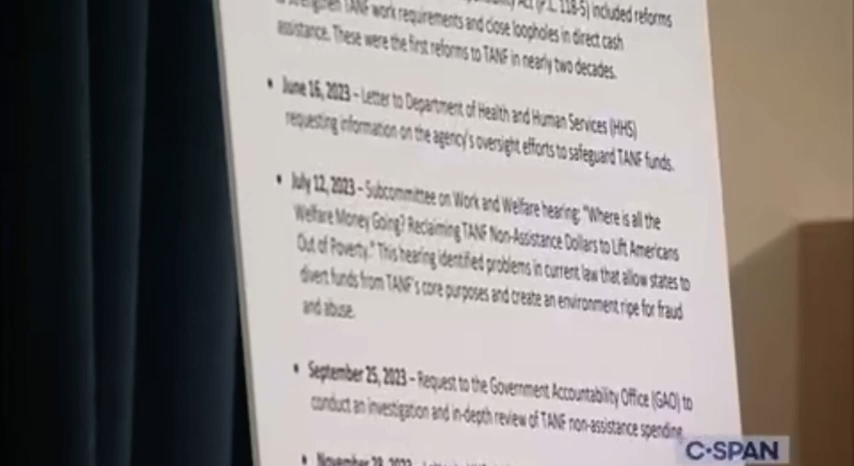 Act (P.L. 118-5) included reforms
strengthen TANF work requirements and close loopholes in direct cash
assistance. These were the first reforms to TANF in nearly two decades.
• June 16, 2023 – Letter to Department of Health and Human Services (HHS)
requesting information on the agency's oversight efforts to safeguard TANF funds.
• July 12, 2023 – Subcommittee on Work and Welfare hearing: "Where is all the
Welfare Money Going? Reclaiming TANF Non-Assistance Dollars to Lift Americans
Out of Poverty." This hearing identified problems in current law that allow states to
divert funds from TANF's core purposes and create an environment ripe for fraud
and abuse.
• September 25, 2023 – Request to the Government Accountability Office (GAO) to
conduct an investigation and in-depth review of TANF non-assistance spending
• November
C-SPAN